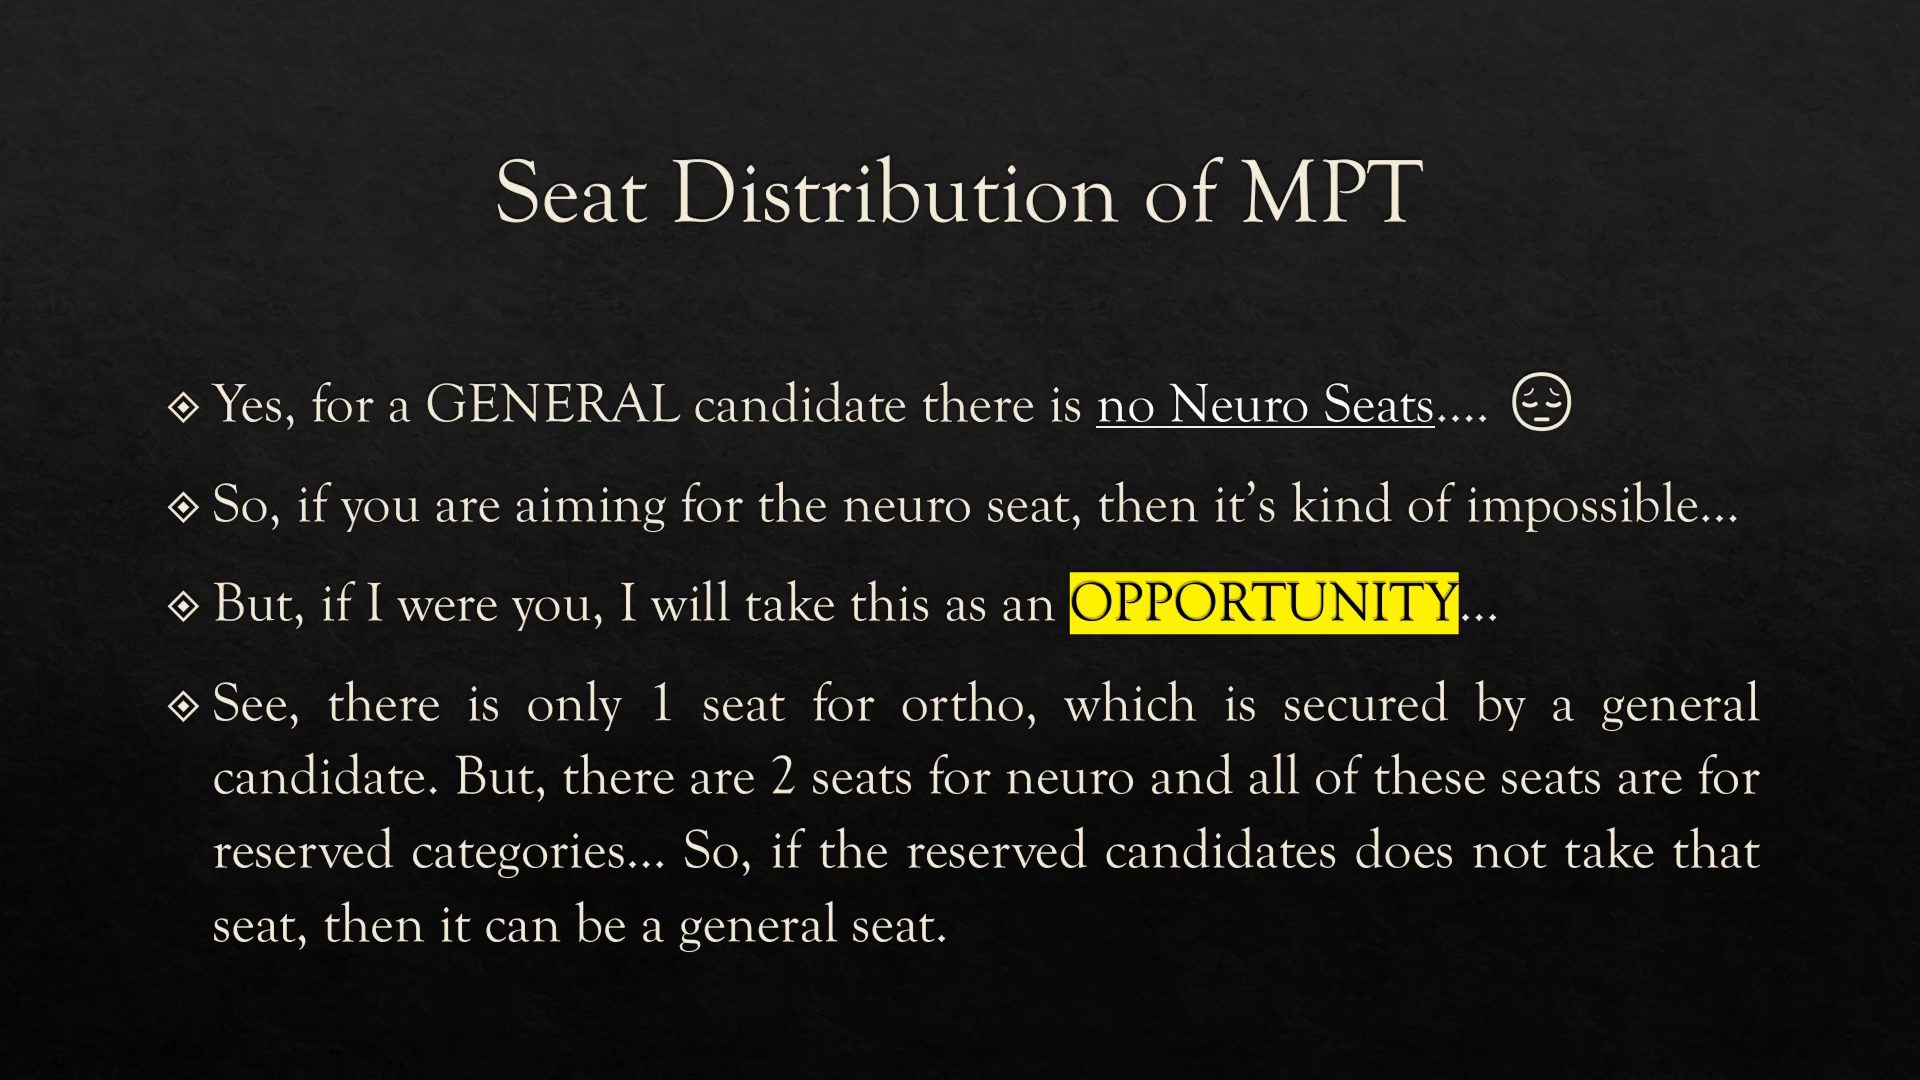 Seat Distribution of MPT
Yes, for a GENERAL candidate there is no Neuro Seats.... 😔
So, if you are aiming for the neuro seat, then it’s kind of impossible…
But, if I were you, I will take this as an OPPORTUNITY…
See, there is only 1 seat for ortho, which is secured by a general
candidate. But, there are 2 seats for neuro and all of these seats are for
reserved categories… So, if the reserved candidates does not take that
seat, then it can be a general seat.